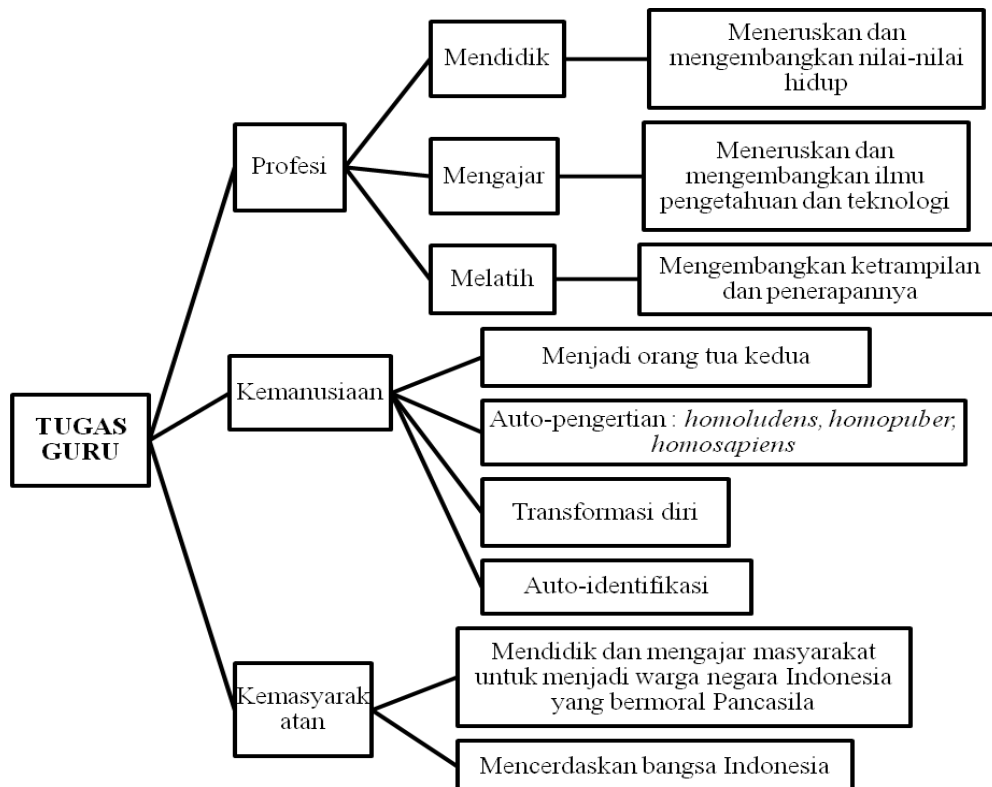 TUGAS
GURU
Profesi
Mendidik
Meneruskan dan
mengembangkan nilai-nilai
hidup
Mengajar
Meneruskan dan
mengembangkan ilmu
pengetahuan dan teknologi
Melatih
Mengembangkan ketrampilan
dan penerapannya
Kemanusiaan
Menjadi orang tua kedua
Auto-pengertian : homoludens, homopuber,
homosapiens
Transformasi diri
Auto-identifikasi
Kemasyarak
atan
Mendidik dan mengajar masyarakat
untuk menjadi warga negara Indonesia
yang bermoral Pancasila
Mencerdaskan bangsa Indonesia